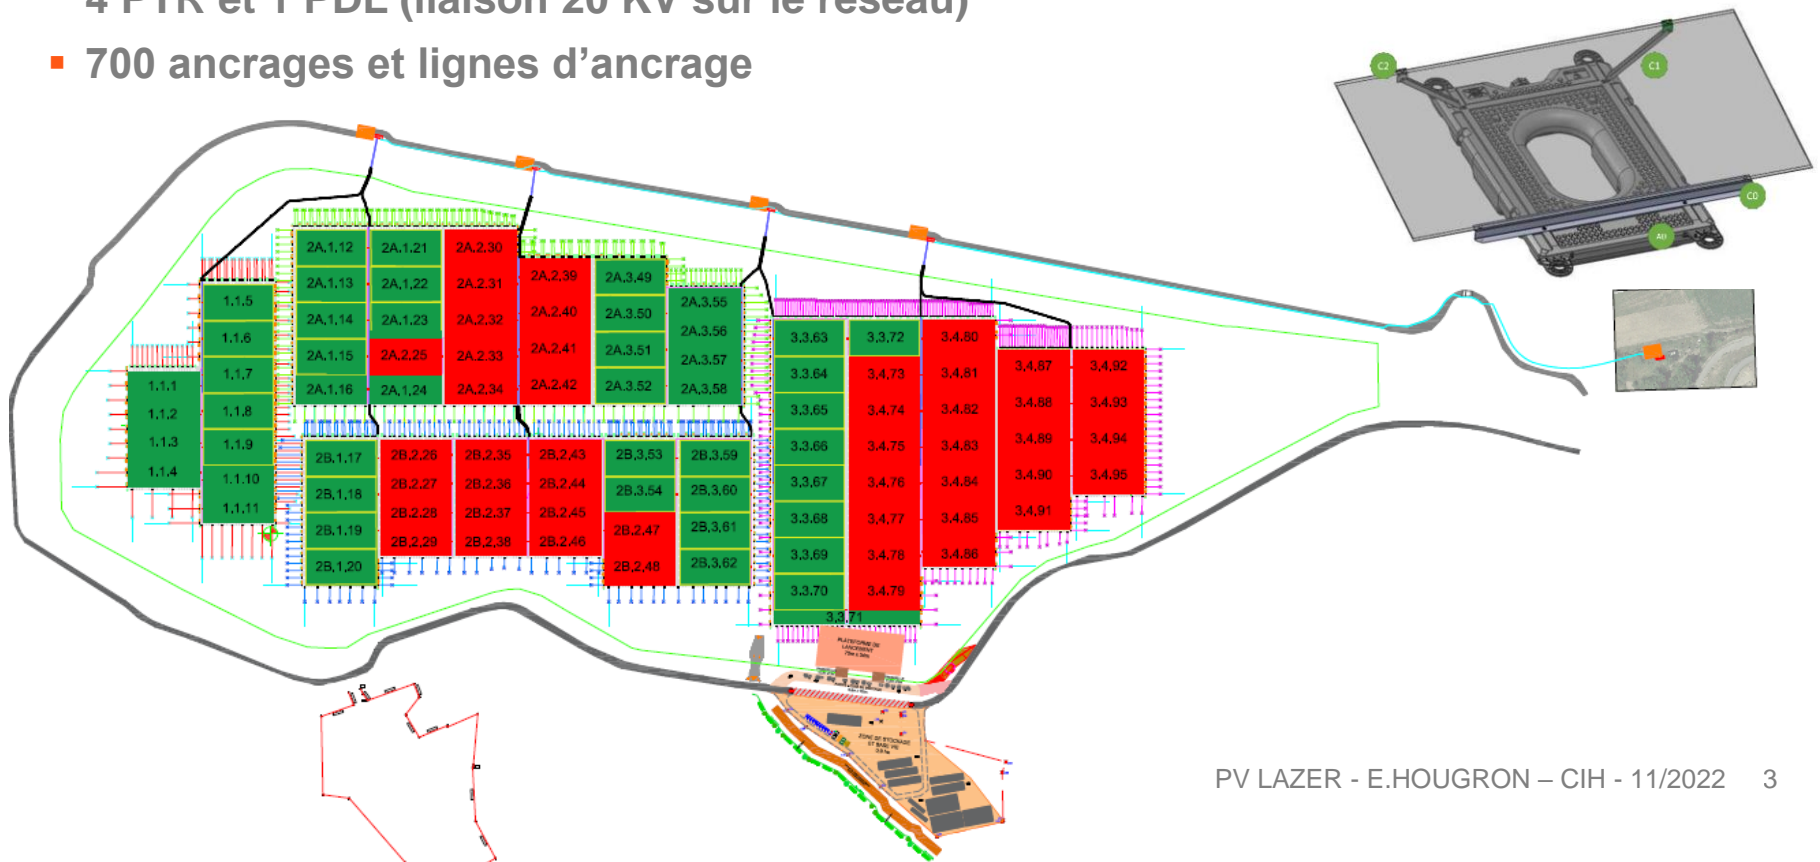 4 PTR et 1 PDL (liaison 20 KV sur le réseau)
▪ 700 ancrages et lignes d'ancrage
C2
C1
C0
A0
1.1.1
1.1.2
1.1.3
1.1.4
1.1.5
1.1.6
1.1.7
1.1.8
1.1.9
1.1.10
1.1.11
2A.1.12
2A.1.13
2A.1.14
2A.1.15
2A.1.16
2A.1.21
2A.1.22
2A.1.23
2A.2.25
2A.1.24
2A.2.30
2A.2.31
2A.2.32
2A.2.33
2A.2.34
2A.2.39
2A.2.40
2A.2.41
2A.2.42
2A.3.49
2A.3.50
2A.3.51
2A.3.52
2A.3.55
2A.3.56
2A.3.57
2A.3.58
2B.1.17
2B.1.18
2B.1.19
2B.1.20
2B.2.26
2B.2.27
2B.2.28
2B.2.29
2B.2.35
2B.2.36
2B.2.37
2B.2.38
2B.2.43
2B.2.44
2B.2.45
2B.2.46
2B.3.53
2B.3.54
2B.2.47
2B.2.48
2B.3.59
2B.3.60
2B.3.61
2B.3.62
3.3.63
3.3.64
3.3.65
3.3.66
3.3.67
3.3.68
3.3.69
3.3.70
3.3.71
3.3.72
3.4.73
3.4.74
3.4.75
3.4.76
3.4.77
3.4.78
3.4.79
3.4.80
3.4.81
3.4.82
3.4.83
3.4.84
3.4.85
3.4.86
3.4.87
3.4.88
3.4.89
3.4.90
3.4.91
3.4.92
3.4.93
3.4.94
3.4.95
PLATEFORME DE
LANCEMENT
ZONE DE STOCKAGE
ET BASE VIE
PV LAZER - E.HOUGRON – CIH - 11/2022 3